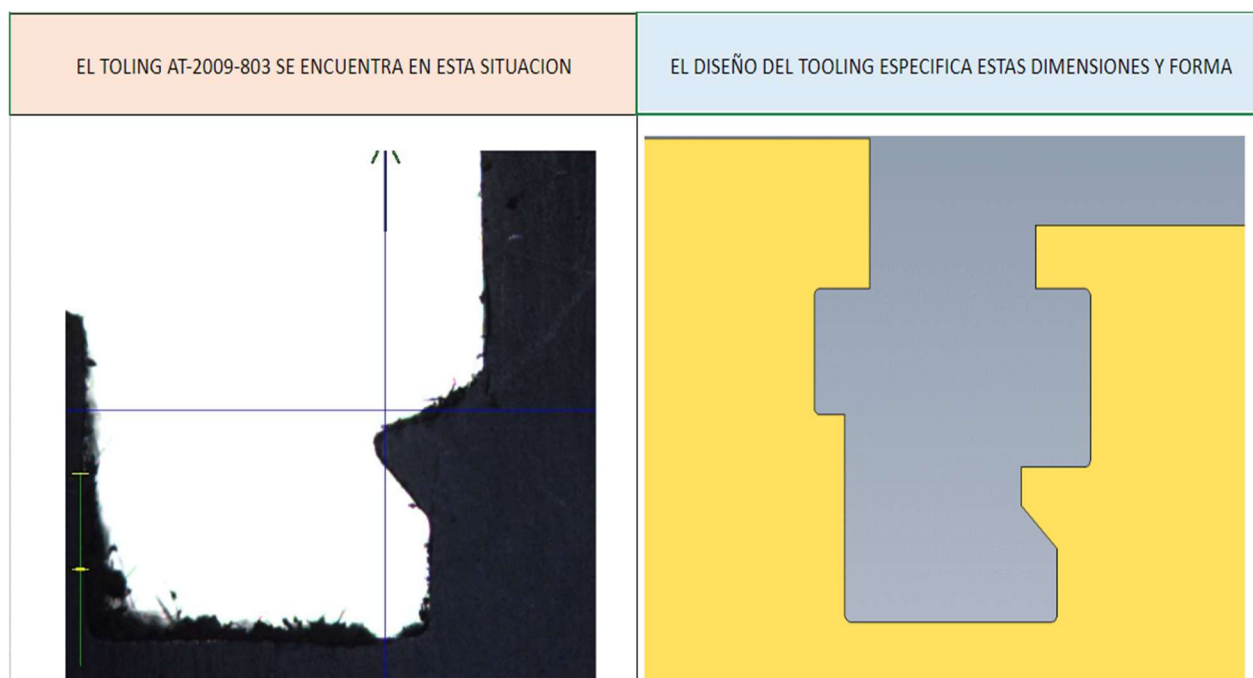 EL TOLING AT-2009-803 SE ENCUENTRA EN ESTA SITUACION
EL DISEÑO DEL TOOLING ESPECIFICA ESTAS DIMENSIONES Y FORMA